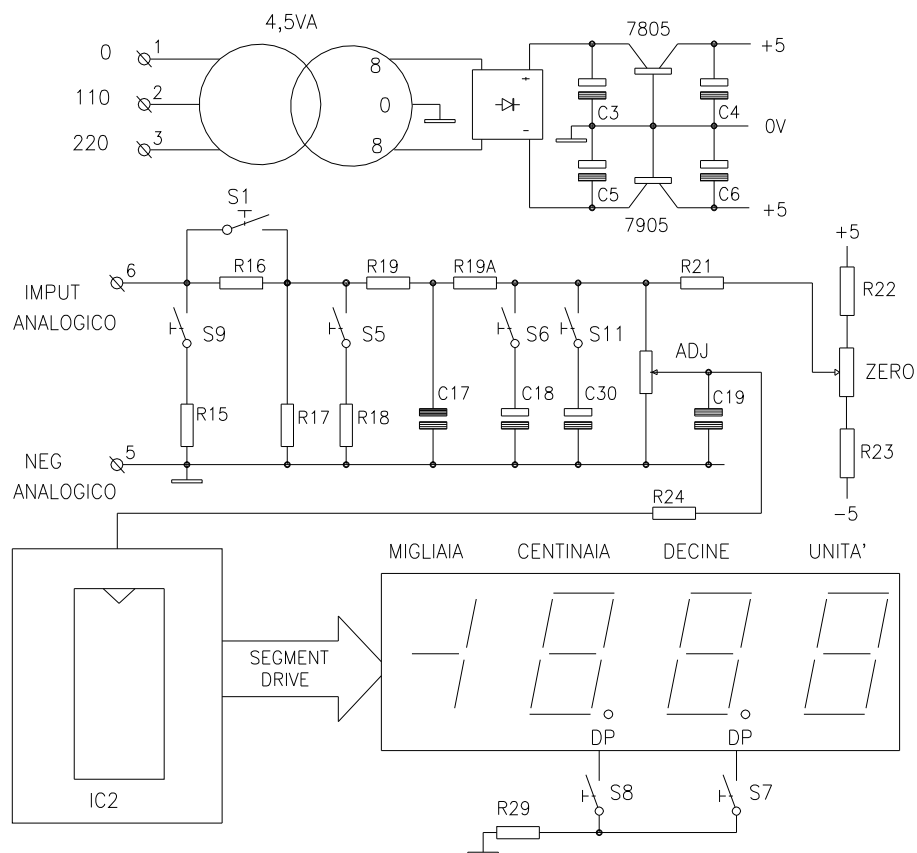 4,5VA
7805
0 1
8
+5
110 2
0
+
-
C3
C4
0V
220 3
8
C5
C6
+5
7905
S1
+5
6
R16
R19
R19A
R21
R22
IMPUT
ANALOGICO
S9
S5
S6
S11
ADJ
ZERO
R15
R17
R18
C17
C18
C30
C19
R23
NEG
ANALOGICO
5
R24
-5
MIGLIAIA CENTINAIA DECINE UNITA'
SEGMENT
DRIVE
DP
DP
IC2
S8
S7
R29